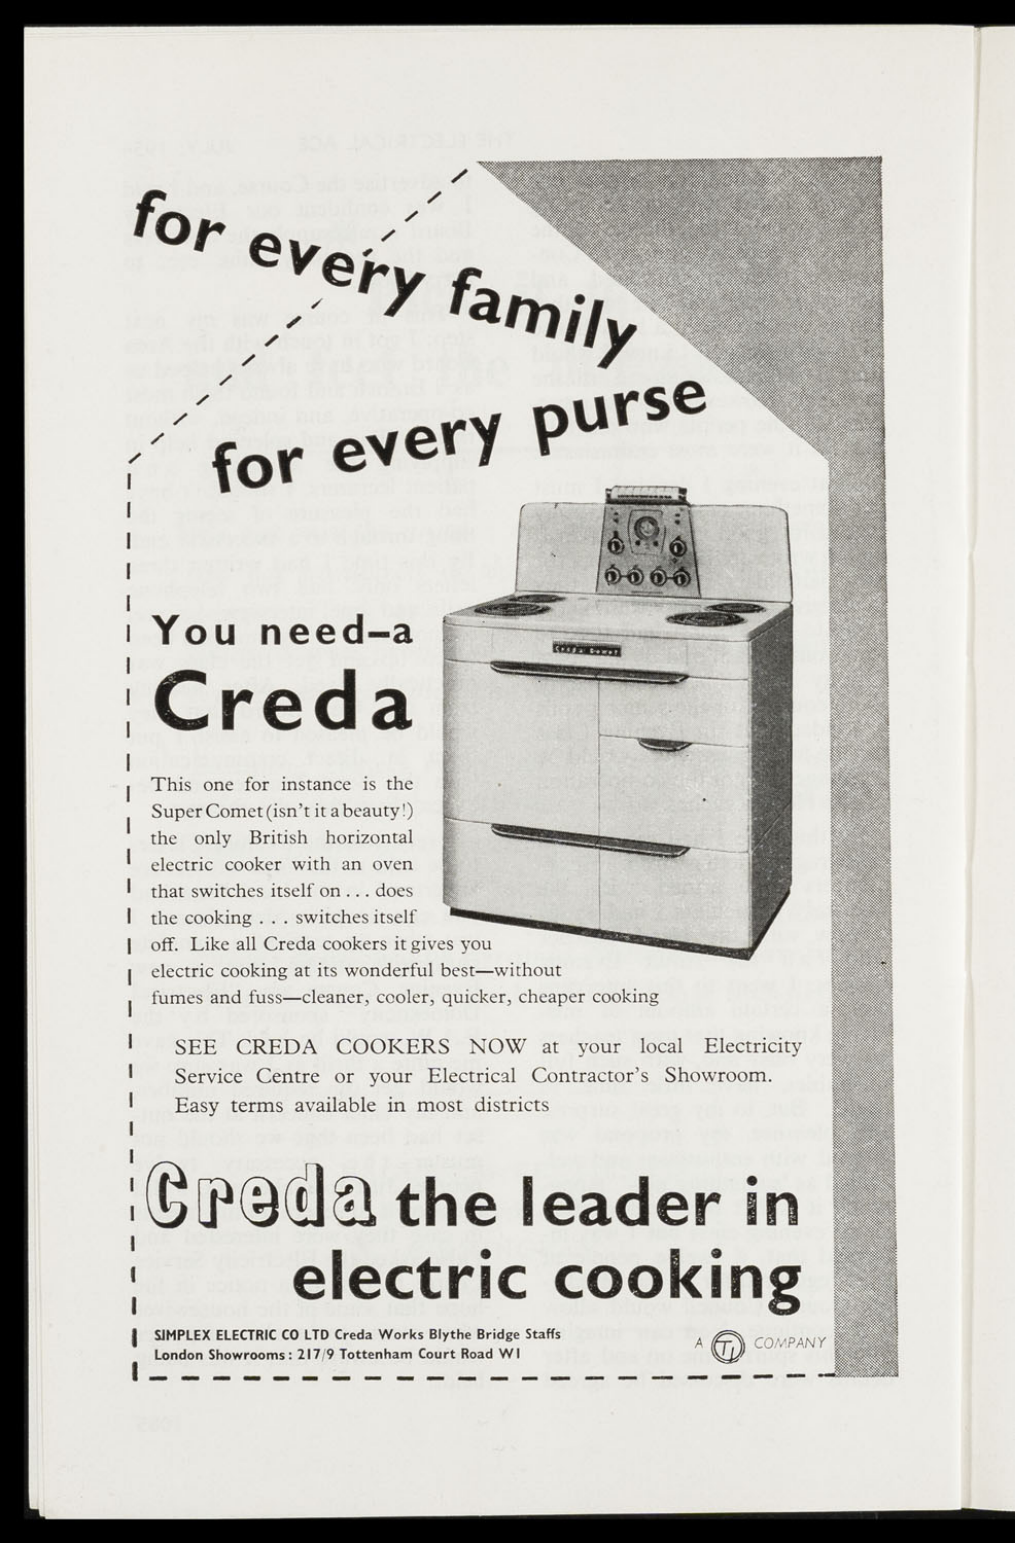 for every family
for every purse
You need–a
Creda
This one for instance is the
Super Comet (isn't it a beauty!)
the only British horizontal
electric cooker with an oven
that switches itself on . . . does
the cooking . . . switches itself
off. Like all Creda cookers it gives you
electric cooking at its wonderful best—without
fumes and fuss—cleaner, cooler, quicker, cheaper cooking
SEE CREDA COOKERS NOW at your local Electricity
Service Centre or your Electrical Contractor's Showroom.
Easy terms available in most districts
Creda the leader in
electric cooking
SIMPLEX ELECTRIC CO LTD Creda Works Blythe Bridge Staffs
London Showrooms: 217/9 Tottenham Court Road W1
A TI COMPANY